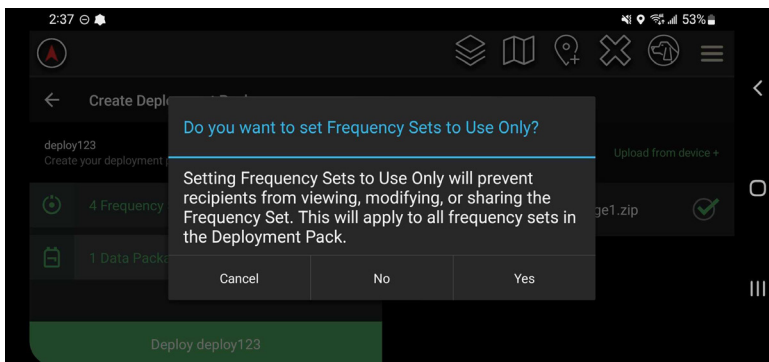 2:37
53%
Create Deplo
deploy123
Create your deployment p
Upload from device +
4 Frequency
ge1.zip
1 Data Packa
Do you want to set Frequency Sets to Use Only?
Setting Frequency Sets to Use Only will prevent
recipients from viewing, modifying, or sharing the
Frequency Set. This will apply to all frequency sets in
the Deployment Pack.
Cancel No Yes
Deploy deploy123